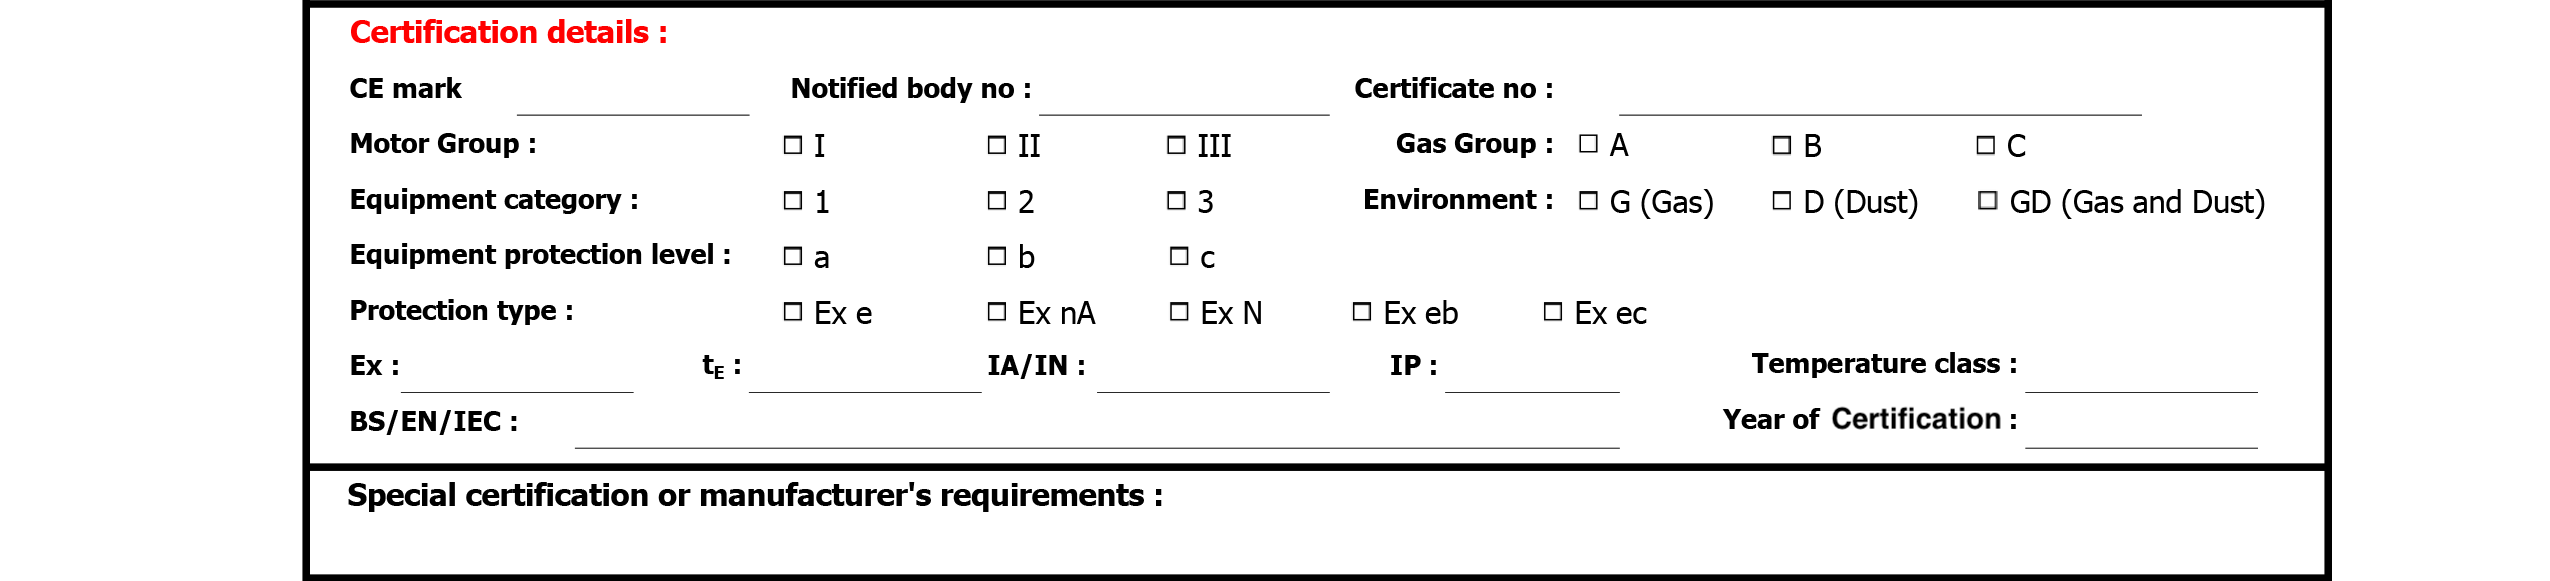 Certification details :
CE mark Notified body no : Certificate no :
Motor Group : ☐ I ☐ II ☐ III Gas Group : ☐ A ☐ B ☐ C
Equipment category : ☐ 1 ☐ 2 ☐ 3 Environment : ☐ G (Gas) ☐ D (Dust) ☐ GD (Gas and Dust)
Equipment protection level : ☐ a ☐ b ☐ c
Protection type : ☐ Ex e ☐ Ex nA ☐ Ex N ☐ Ex eb ☐ Ex ec
Ex : tE : IA/IN : IP : Temperature class :
BS/EN/IEC : Year of Certification :
Special certification or manufacturer's requirements :